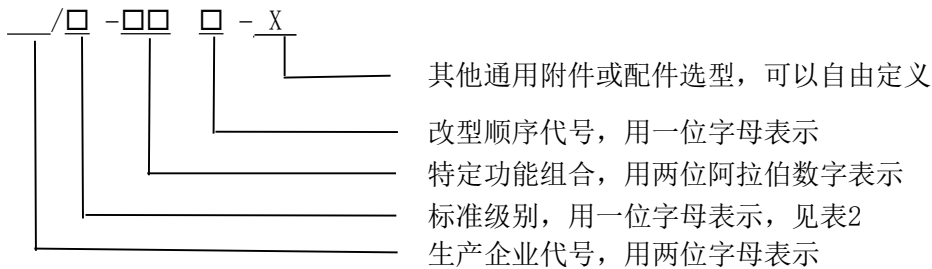 /□ -□□ □ - X
其他通用附件或配件选型，可以自由定义
改型顺序代号，用一位字母表示
特定功能组合，用两位阿拉伯数字表示
标准级别，用一位字母表示，见表2
生产企业代号，用两位字母表示